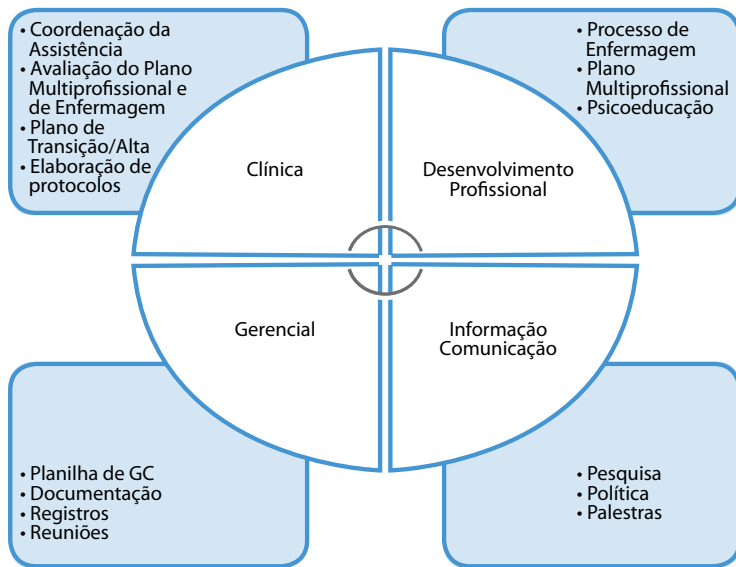 • Coordenação da
Assistência
• Avaliação do Plano
Multiprofissional e
de Enfermagem
• Plano de
Transição/Alta
• Elaboração de
protocolos
• Processo de
Enfermagem
• Plano
Multiprofissional
• Psicoeducação
Clínica
Desenvolvimento
Profissional
Gerencial
Informação
Comunicação
• Planilha de GC
• Documentação
• Registros
• Reuniões
• Pesquisa
• Política
• Palestras